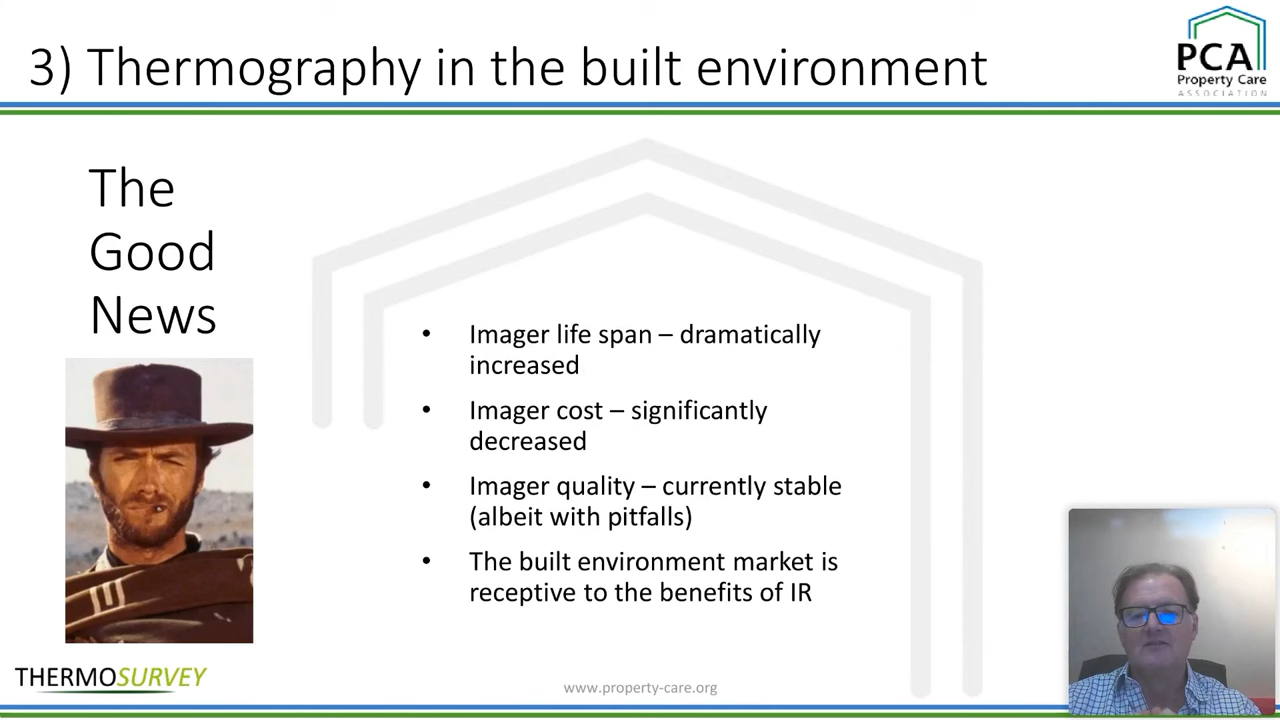 3) Thermography in the built environment
PCA
Property Care
ASSOCIATION
The
Good
News
• Imager life span – dramatically
increased
• Imager cost – significantly
decreased
• Imager quality – currently stable
(albeit with pitfalls)
• The built environment market is
receptive to the benefits of IR
THERMOSURVEY
www.property-care.org